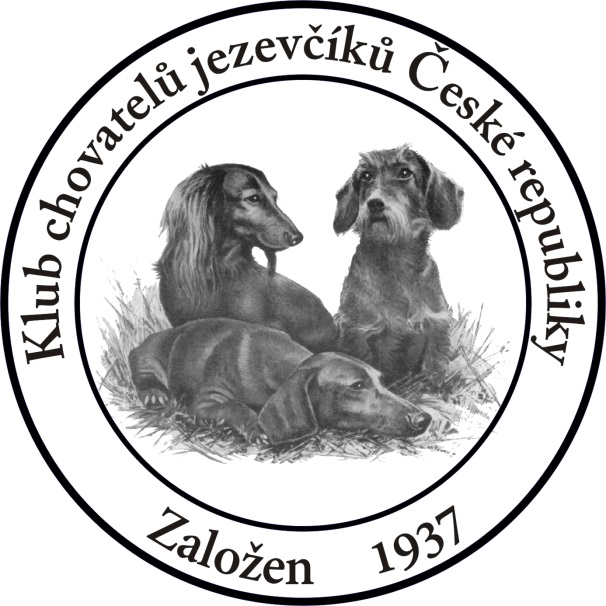 Klub chovatelů jezevčíků České republiky
Založen 1937